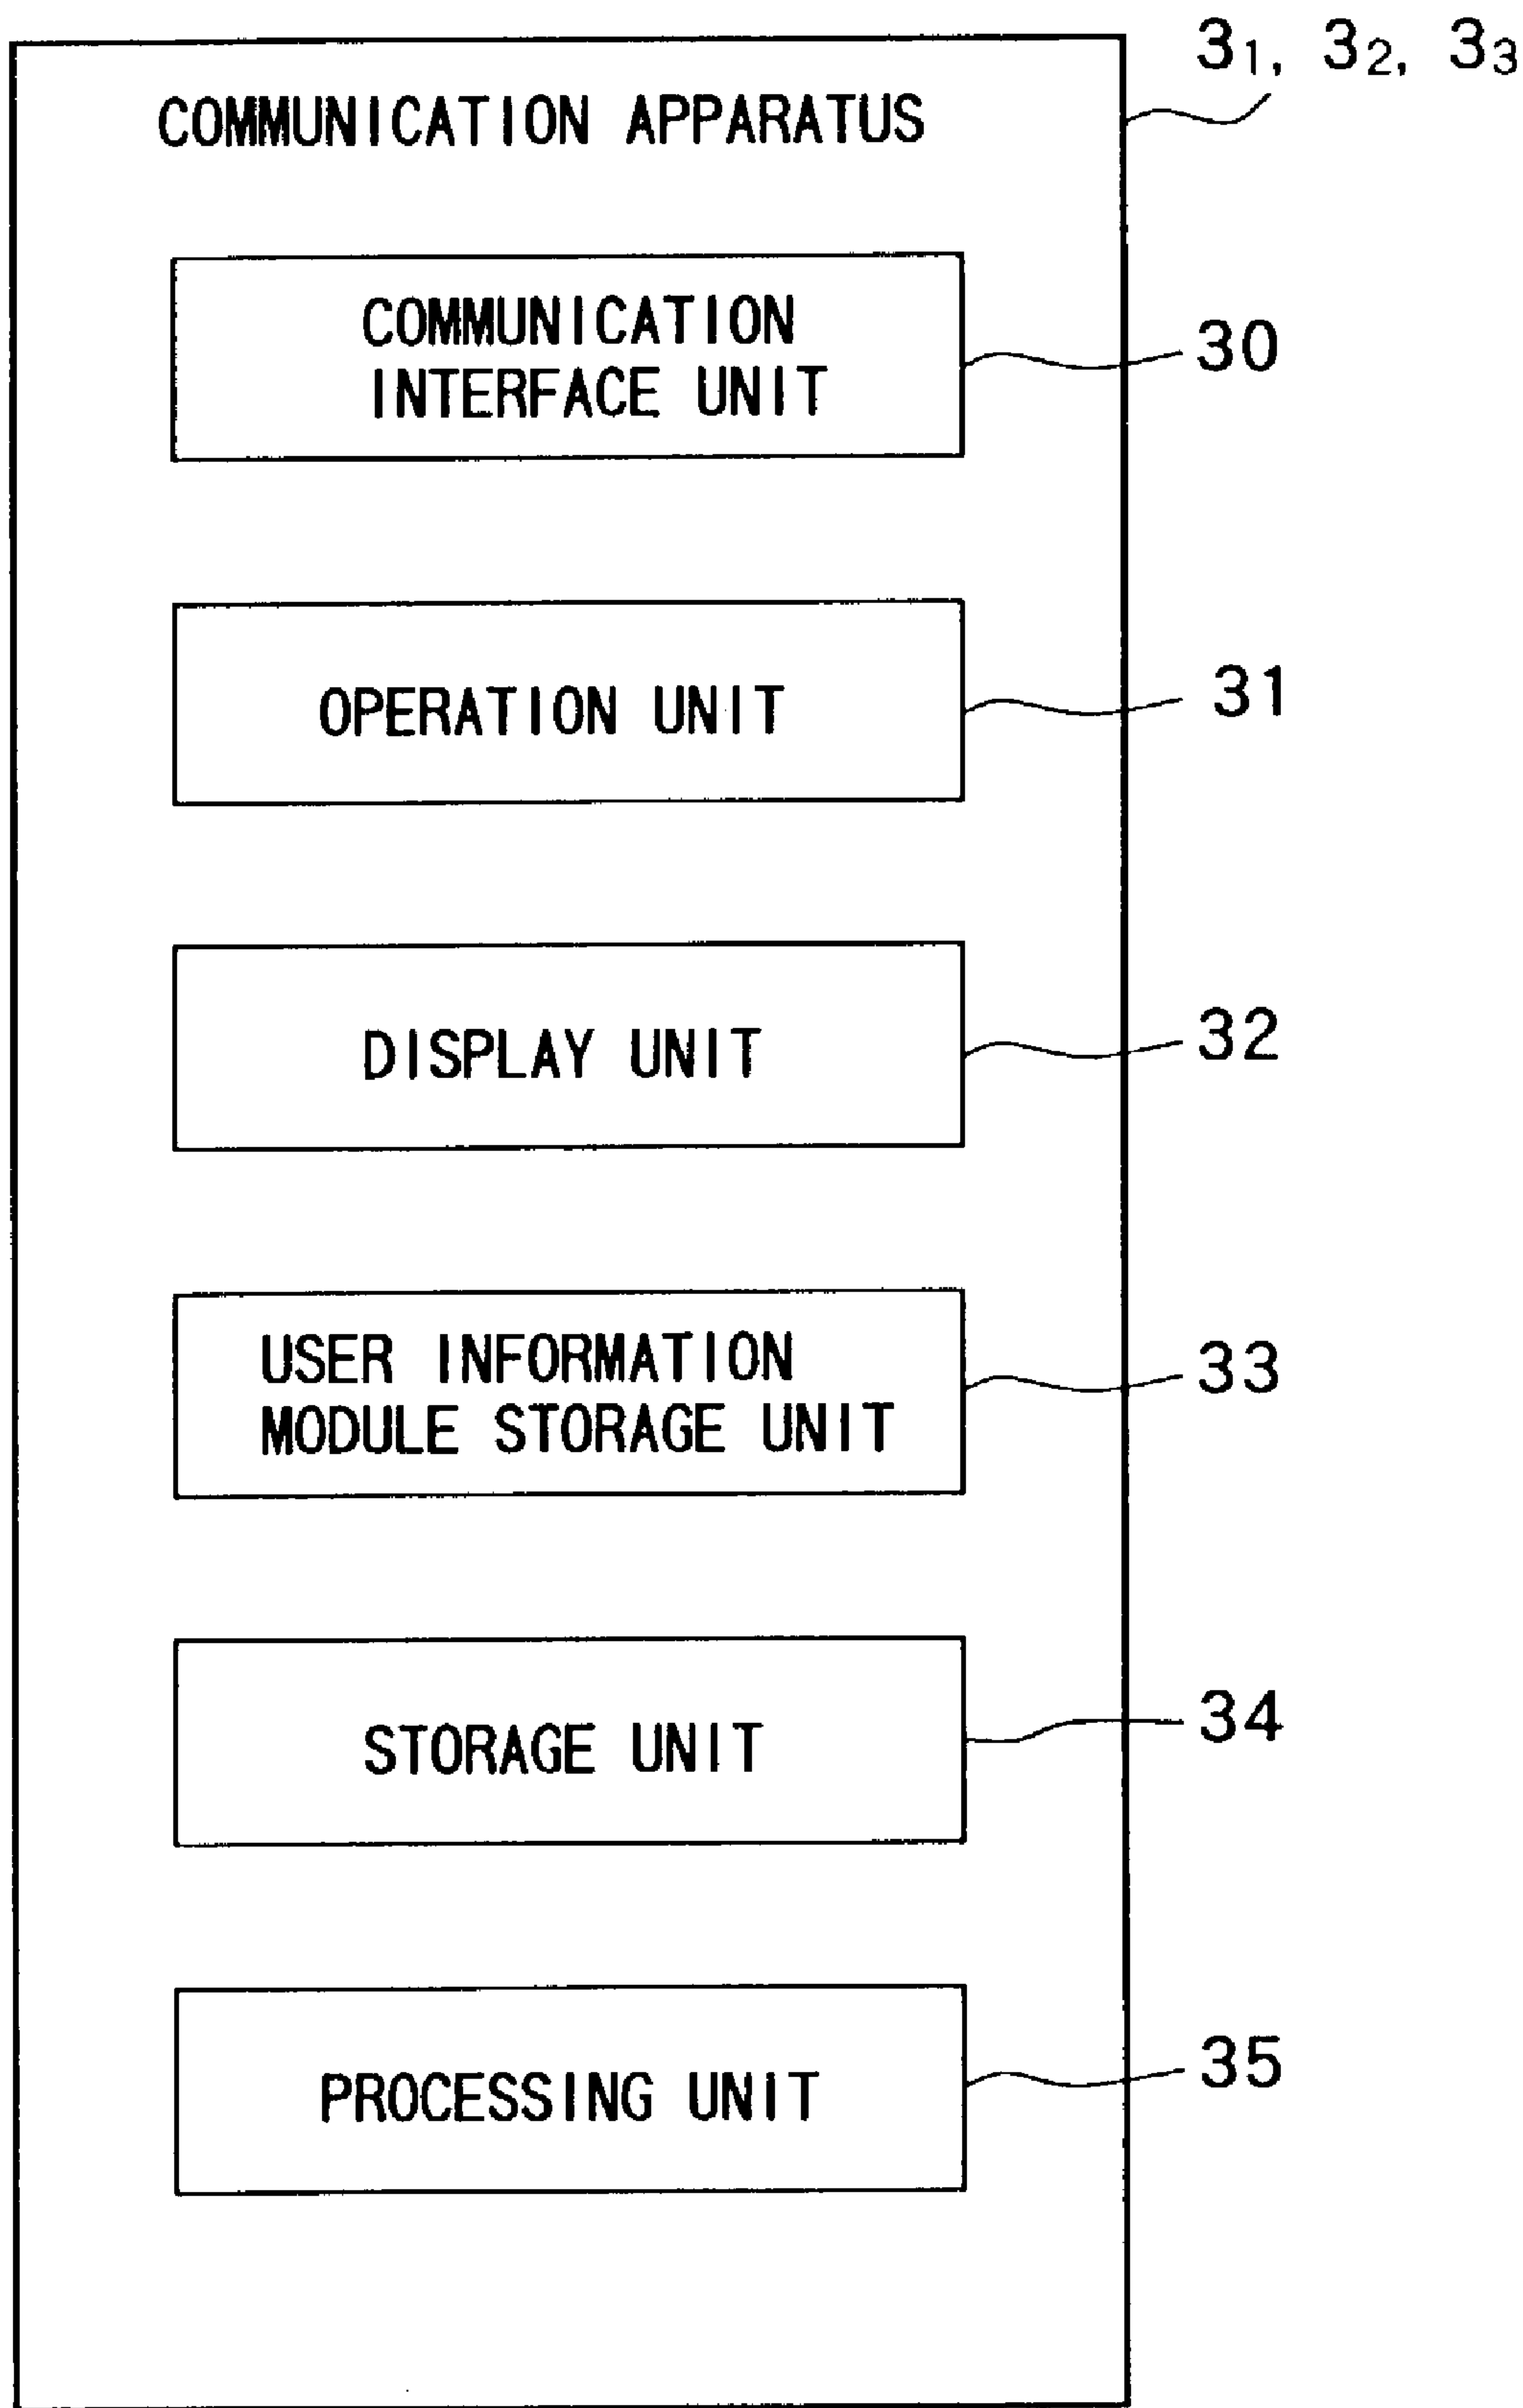 3₁, 3₂, 3₃
COMMUNICATION APPARATUS
COMMUNICATION
INTERFACE UNIT
30
OPERATION UNIT
31
DISPLAY UNIT
32
USER INFORMATION
MODULE STORAGE UNIT
33
STORAGE UNIT
34
PROCESSING UNIT
35